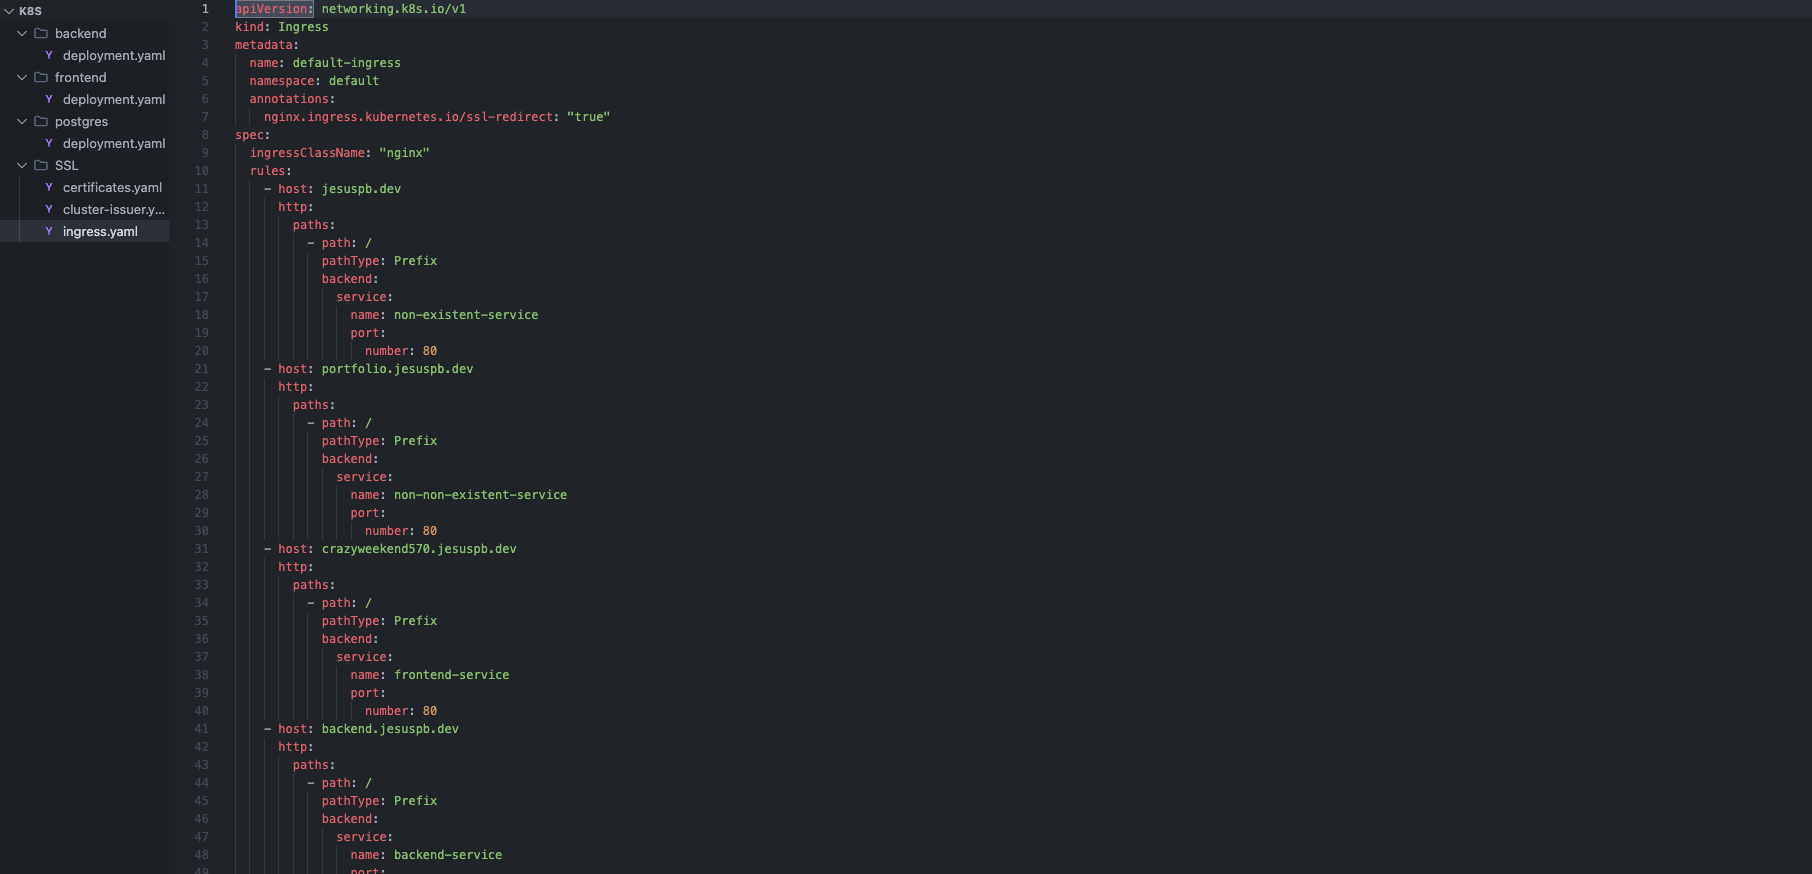 K8S
backend
deployment.yaml
frontend
deployment.yaml
postgres
deployment.yaml
SSL
certificates.yaml
cluster-issuer.y...
ingress.yaml
1 apiVersion: networking.k8s.io/v1
2 kind: Ingress
3 metadata:
4 name: default-ingress
5 namespace: default
6 annotations:
7 nginx.ingress.kubernetes.io/ssl-redirect: "true"
8 spec:
9 ingressClassName: "nginx"
10 rules:
11 - host: jesuspb.dev
12 http:
13 paths:
14 - path: /
15 pathType: Prefix
16 backend:
17 service:
18 name: non-existent-service
19 port:
20 number: 80
21 - host: portfolio.jesuspb.dev
22 http:
23 paths:
24 - path: /
25 pathType: Prefix
26 backend:
27 service:
28 name: non-non-existent-service
29 port:
30 number: 80
31 - host: crazyweekend570.jesuspb.dev
32 http:
33 paths:
34 - path: /
35 pathType: Prefix
36 backend:
37 service:
38 name: frontend-service
39 port:
40 number: 80
41 - host: backend.jesuspb.dev
42 http:
43 paths:
44 - path: /
45 pathType: Prefix
46 backend:
47 service:
48 name: backend-service
49 port: